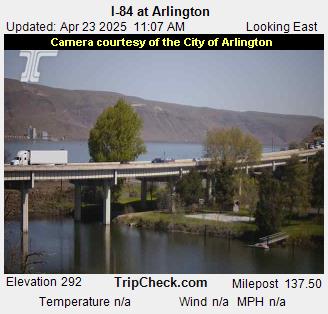 I-84 at Arlington
Updated: Apr 23 2025 11:07 AM Looking East
Camera courtesy of the City of Arlington
Elevation 292 TripCheck.com Milepost 137.50
Temperature n/a Wind n/a MPH n/a